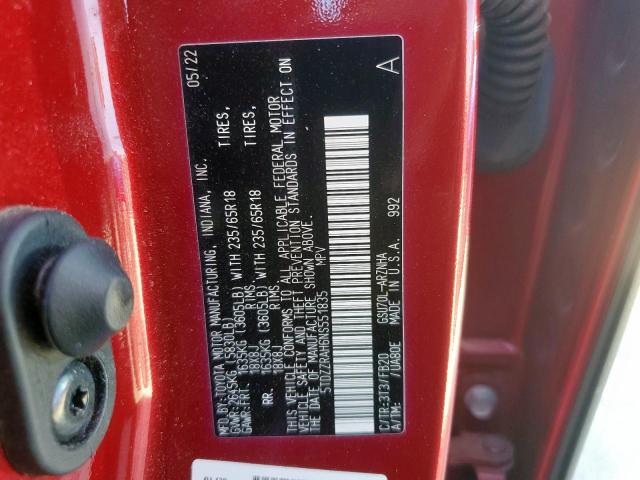 MFD. BY: TOYOTA MOTOR MANUFACTURING, INDIANA, INC. 05/22
GVWR: 2645KG (5830LB)
GAWR: FRT. 1635KG (3605LB) WITH 235/65R18 TIRES,
18X8J RIMS,
RR. 1635KG (3605LB) WITH 235/65R18 TIRES,
18X8J RIMS,
THIS VEHICLE CONFORMS TO ALL APPLICABLE FEDERAL MOTOR
VEHICLE SAFETY AND THEFT PREVENTION STANDARDS IN EFFECT ON
THE DATE OF MANUFACTURE SHOWN ABOVE.
5TDZZRAH6NS551835 MPV
C/TR:3T3/FB20 GSU70L-ARZNHA 992 A
A/TM: /UA80E MADE IN U.S.A.